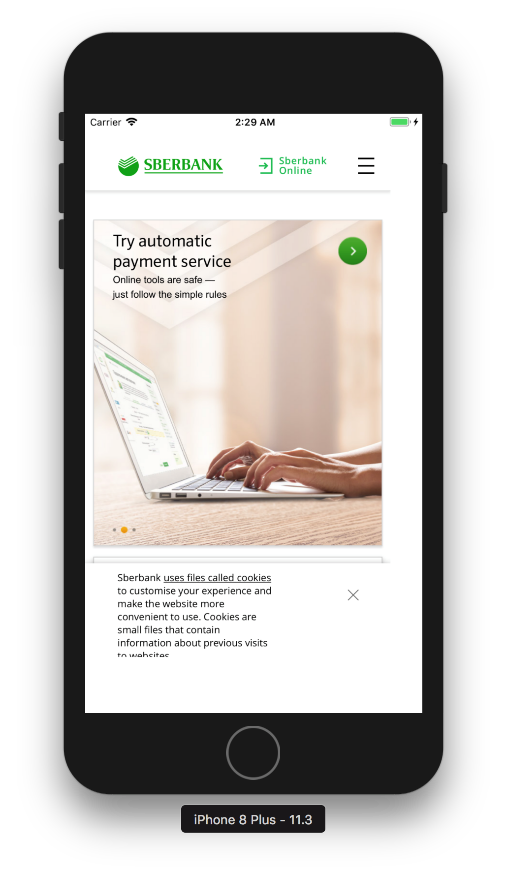 Carrier
2:29 AM
SBERBANK
Sberbank
Online
Try automatic
payment service
Online tools are safe —
just follow the simple rules
Sberbank uses files called cookies
to customise your experience and
make the website more
convenient to use. Cookies are
small files that contain
information about previous visits
to websites
iPhone 8 Plus - 11.3